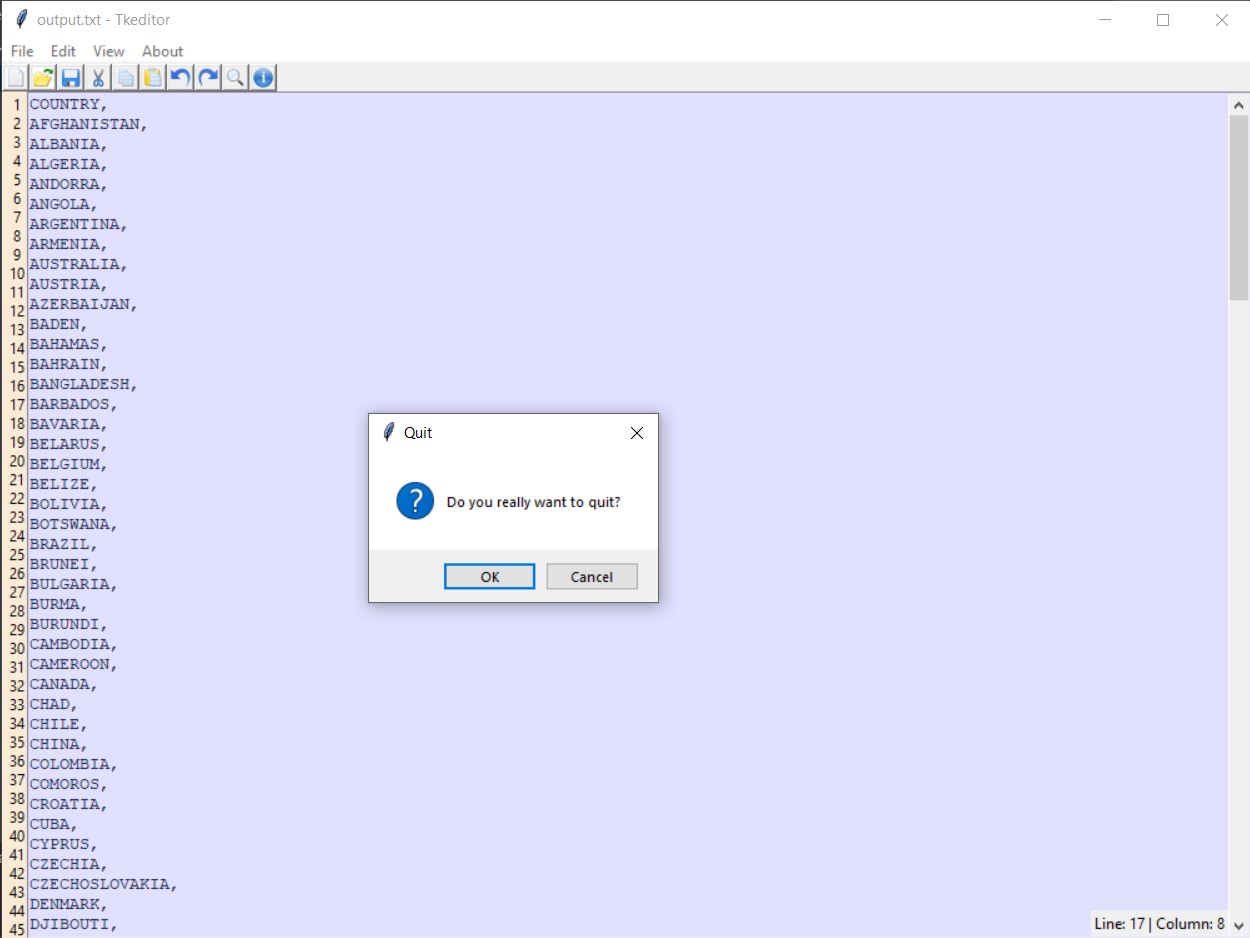 output.txt - Tkeditor
File Edit View About
1 COUNTRY,
2 AFGHANISTAN,
3 ALBANIA,
4 ALGERIA,
5 ANDORRA,
6 ANGOLA,
7 ARGENTINA,
8 ARMENIA,
9 AUSTRALIA,
10 AUSTRIA,
11 AZERBAIJAN,
12 BADEN,
13 BAHAMAS,
14 BAHRAIN,
15 BANGLADESH,
16 BARBADOS,
17 BAVARIA,
18 BELARUS,
19 BELGIUM,
20 BELIZE,
21 BOLIVIA,
22 BOTSWANA,
23 BRAZIL,
24 BRUNEI,
25 BULGARIA,
26 BURMA,
27 BURUNDI,
28 CAMBODIA,
29 CAMEROON,
30 CANADA,
31 CHAD,
32 CHILE,
33 CHINA,
34 COLOMBIA,
35 COMOROS,
36 CROATIA,
37 CUBA,
38 CYPRUS,
39 CZECHIA,
40 CZECHOSLOVAKIA,
41 DENMARK,
42 DJIBOUTI,
43
44
45
Quit
Do you really want to quit?
OK Cancel
Line: 17 | Column: 8